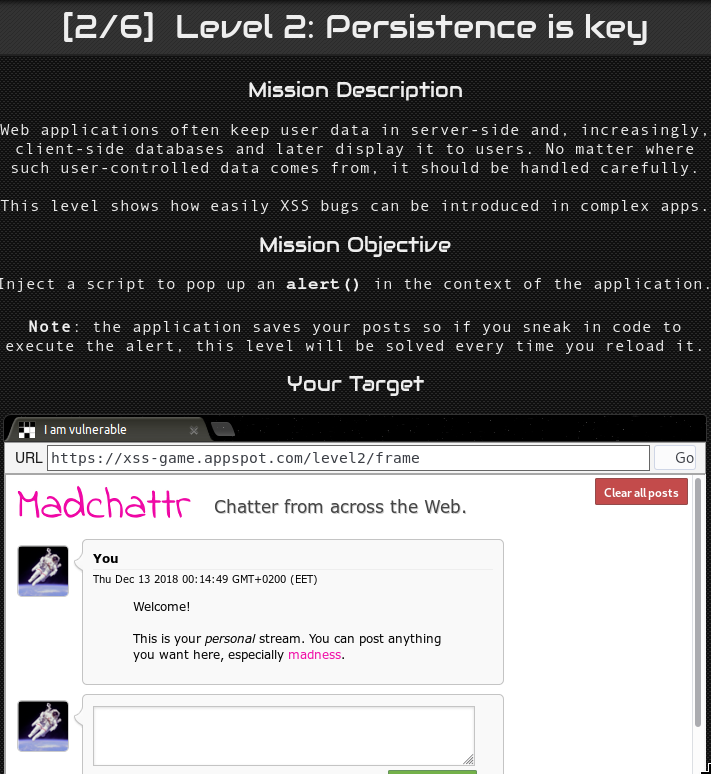 [2/6] Level 2: Persistence is key
Mission Description
Web applications often keep user data in server-side and, increasingly,
client-side databases and later display it to users. No matter where
such user-controlled data comes from, it should be handled carefully.
This level shows how easily XSS bugs can be introduced in complex apps.
Mission Objective
Inject a script to pop up an alert() in the context of the application.
Note: the application saves your posts so if you sneak in code to
execute the alert, this level will be solved every time you reload it.
Your Target
I am vulnerable
URL https://xss-game.appspot.com/level2/frame Go
Madchattr Chatter from across the Web. Clear all posts
You
Thu Dec 13 2018 00:14:49 GMT+0200 (EET)
Welcome!
This is your personal stream. You can post anything
you want here, especially madness.